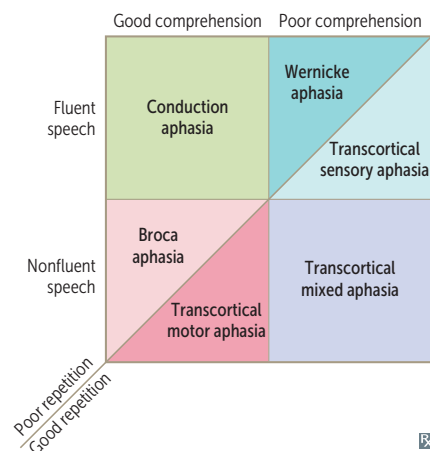 Good comprehension Poor comprehension
Fluent
speech
Conduction
aphasia
Wernicke
aphasia
Transcortical
sensory aphasia
Nonfluent
speech
Broca
aphasia
Transcortical
motor aphasia
Transcortical
mixed aphasia
Poor repetition
Good repetition
℞